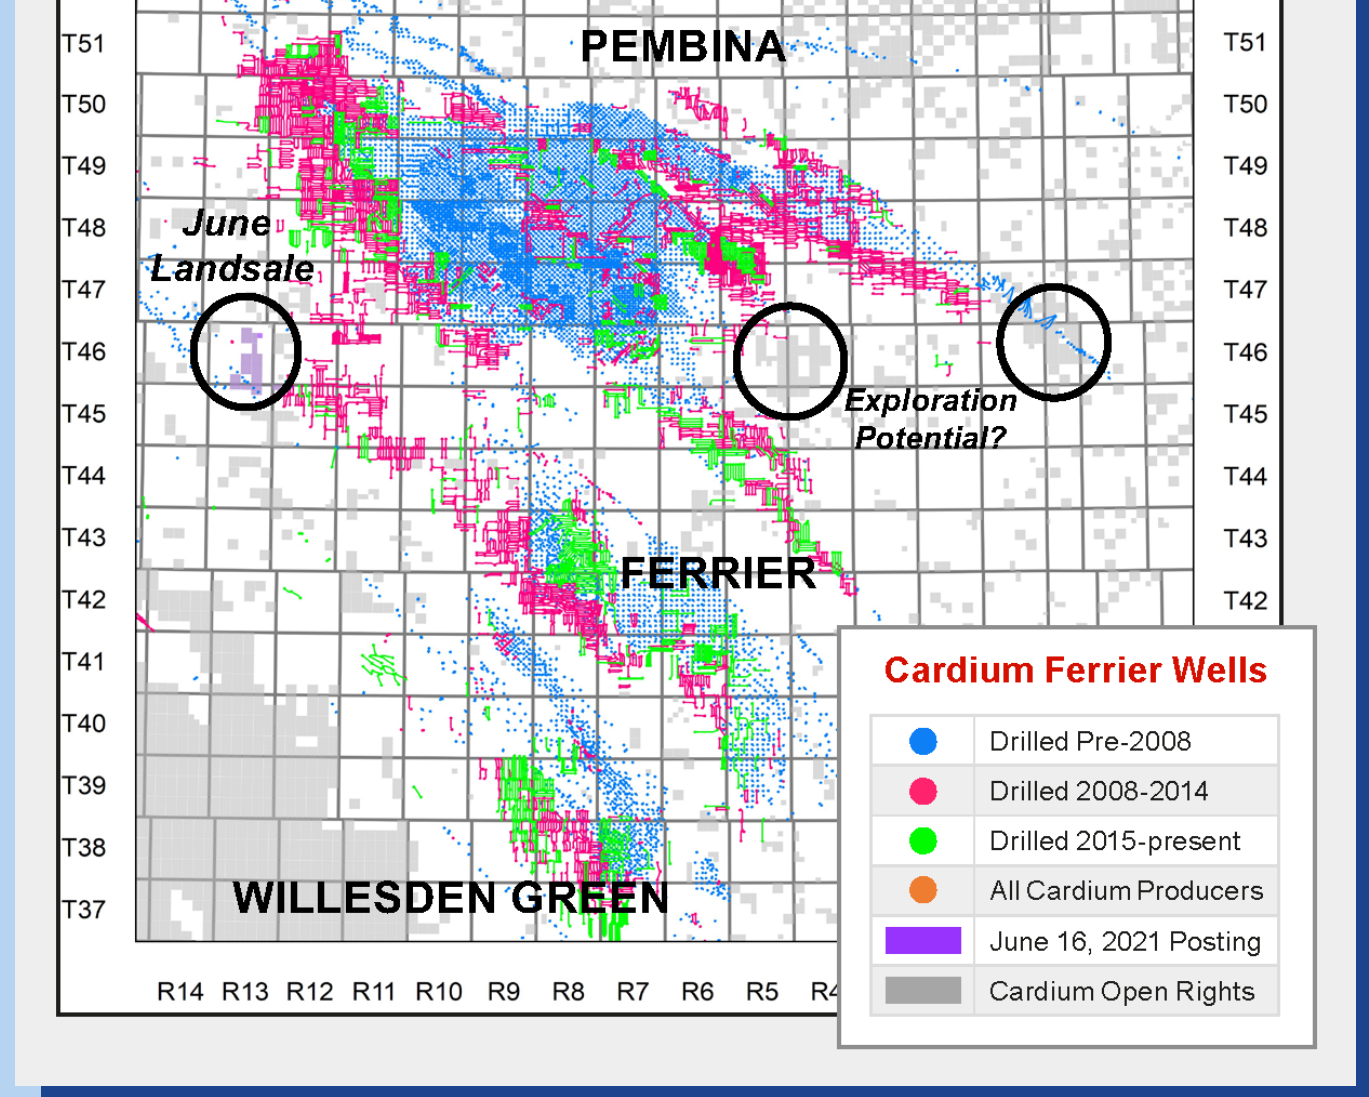 PEMBINA
T51
T51
T50
T50
T49
T49
June
T48
T48
Landsale
T47
T47
T46
T46
Exploration
Potential?
T45
T45
T44
T44
T43
T43
FERRIER
T42
T42
T41
T40
T39
T38
WILLESDEN GREEN
T37
R14 R13 R12 R11 R10 R9 R8 R7 R6 R5 R4
Cardium Ferrier Wells
Drilled Pre-2008
Drilled 2008-2014
Drilled 2015-present
All Cardium Producers
June 16, 2021 Posting
Cardium Open Rights